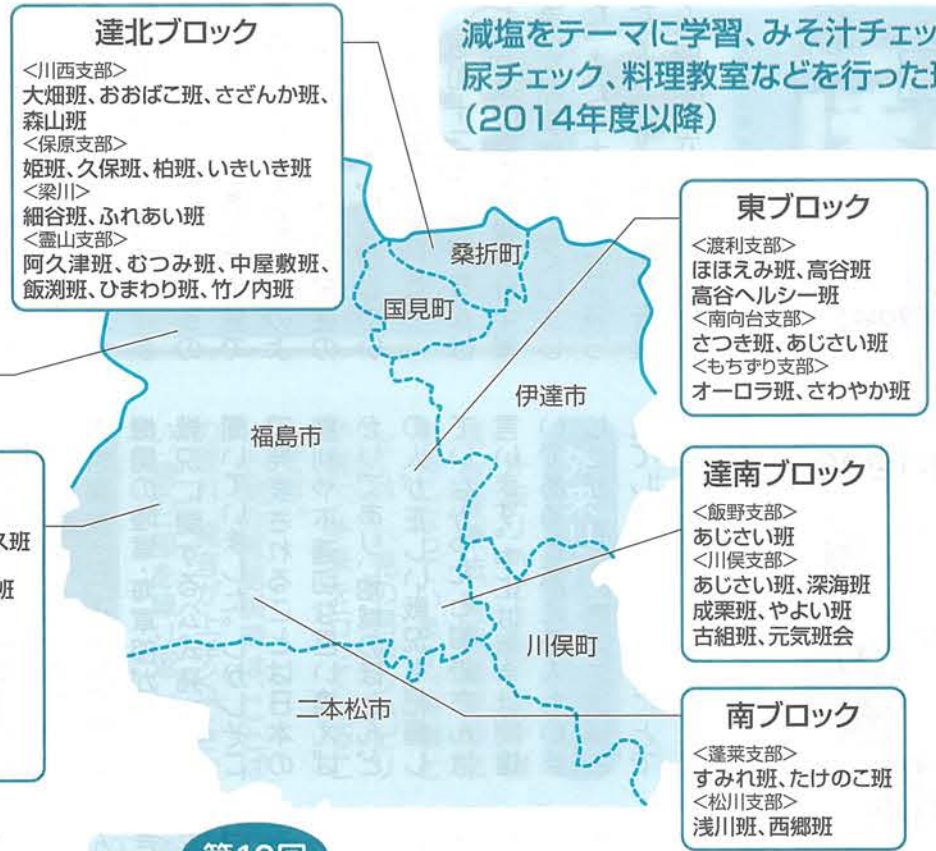 減塩をテーマに学習、みそ汁チェッ
尿チェック、料理教室などを行った
(2014年度以降)
達北ブロック
<川西支部>
大畑班、おおばこ班、さざんか班、
森山班
<保原支部>
姫班、久保班、柏班、いきいき班
<梁川>
細谷班、ふれあい班
<霊山支部>
阿久津班、むつみ班、中屋敷班、
飯渕班、ひまわり班、竹ノ内班
東ブロック
<渡利支部>
ほほえみ班、高谷班
高谷ヘルシー班
<南向台支部>
さつき班、あじさい班
<もちずり支部>
オーロラ班、さわやか班
桑折町
国見町
伊達市
福島市
川俣町
二本松市
班
班
達南ブロック
<飯野支部>
あじさい班
<川俣支部>
あじさい班、深海班
成栗班、やよい班
古組班、元気班会
南ブロック
<蓬莱支部>
すみれ班、たけのこ班
<松川支部>
浅川班、西郷班
第10回